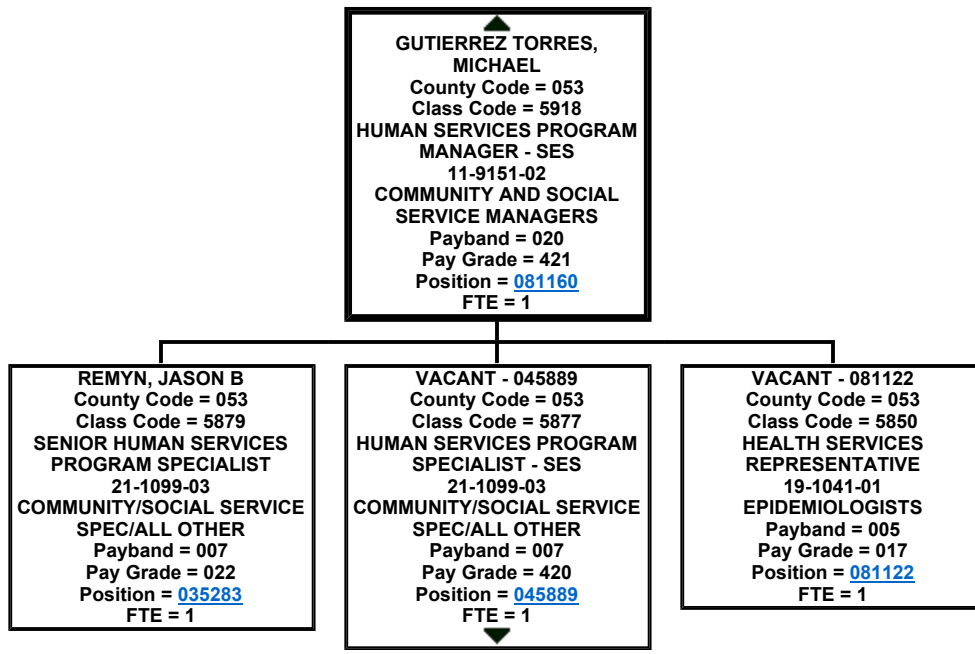 GUTIERREZ TORRES,
MICHAEL
County Code = 053
Class Code = 5918
HUMAN SERVICES PROGRAM
MANAGER - SES
11-9151-02
COMMUNITY AND SOCIAL
SERVICE MANAGERS
Payband = 020
Pay Grade = 421
Position = 081160
FTE = 1
REMYN, JASON B
County Code = 053
Class Code = 5879
SENIOR HUMAN SERVICES
PROGRAM SPECIALIST
21-1099-03
COMMUNITY/SOCIAL SERVICE
SPEC/ALL OTHER
Payband = 007
Pay Grade = 022
Position = 035283
FTE = 1
VACANT - 045889
County Code = 053
Class Code = 5877
HUMAN SERVICES PROGRAM
SPECIALIST - SES
21-1099-03
COMMUNITY/SOCIAL SERVICE
SPEC/ALL OTHER
Payband = 007
Pay Grade = 420
Position = 045889
FTE = 1
VACANT - 081122
County Code = 053
Class Code = 5850
HEALTH SERVICES
REPRESENTATIVE
19-1041-01
EPIDEMIOLOGISTS
Payband = 005
Pay Grade = 017
Position = 081122
FTE = 1